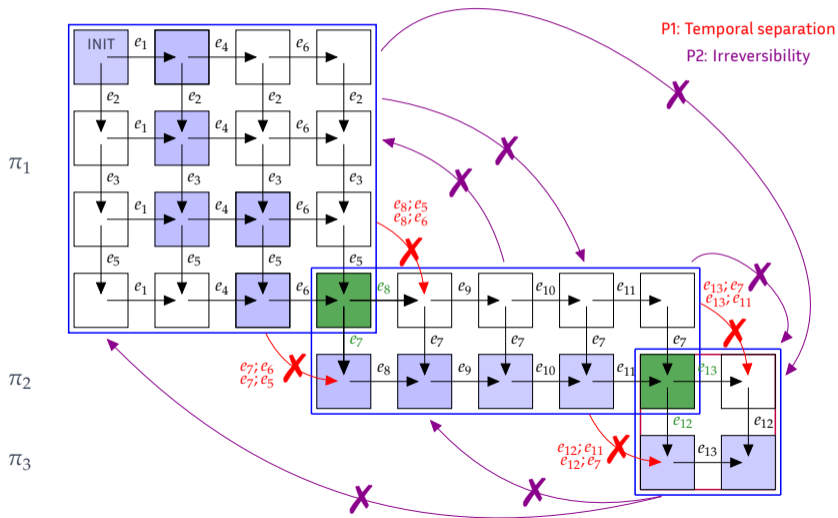 P1: Temporal separation
P2: Irreversibility
INIT e₁ e₄ e₆
e₂ e₂ e₂ e₂
π₁
e₁ e₄ e₆
e₃ e₃ e₃ e₃
e₁ e₄ e₆
e₈; e₅
e₈; e₆
e₅ e₅ e₅ e₅
e₁ e₄ e₆ e₈ e₉ e₁₀ e₁₁
e₁₃; e₇
e₁₃; e₁₁
e₇ e₇ e₇ e₇ e₇
e₇; e₆
e₇; e₅
π₂
e₈ e₉ e₁₀ e₁₁ e₁₃
e₁₂ e₁₂
e₁₂; e₁₁
e₁₂; e₇
π₃
e₁₃